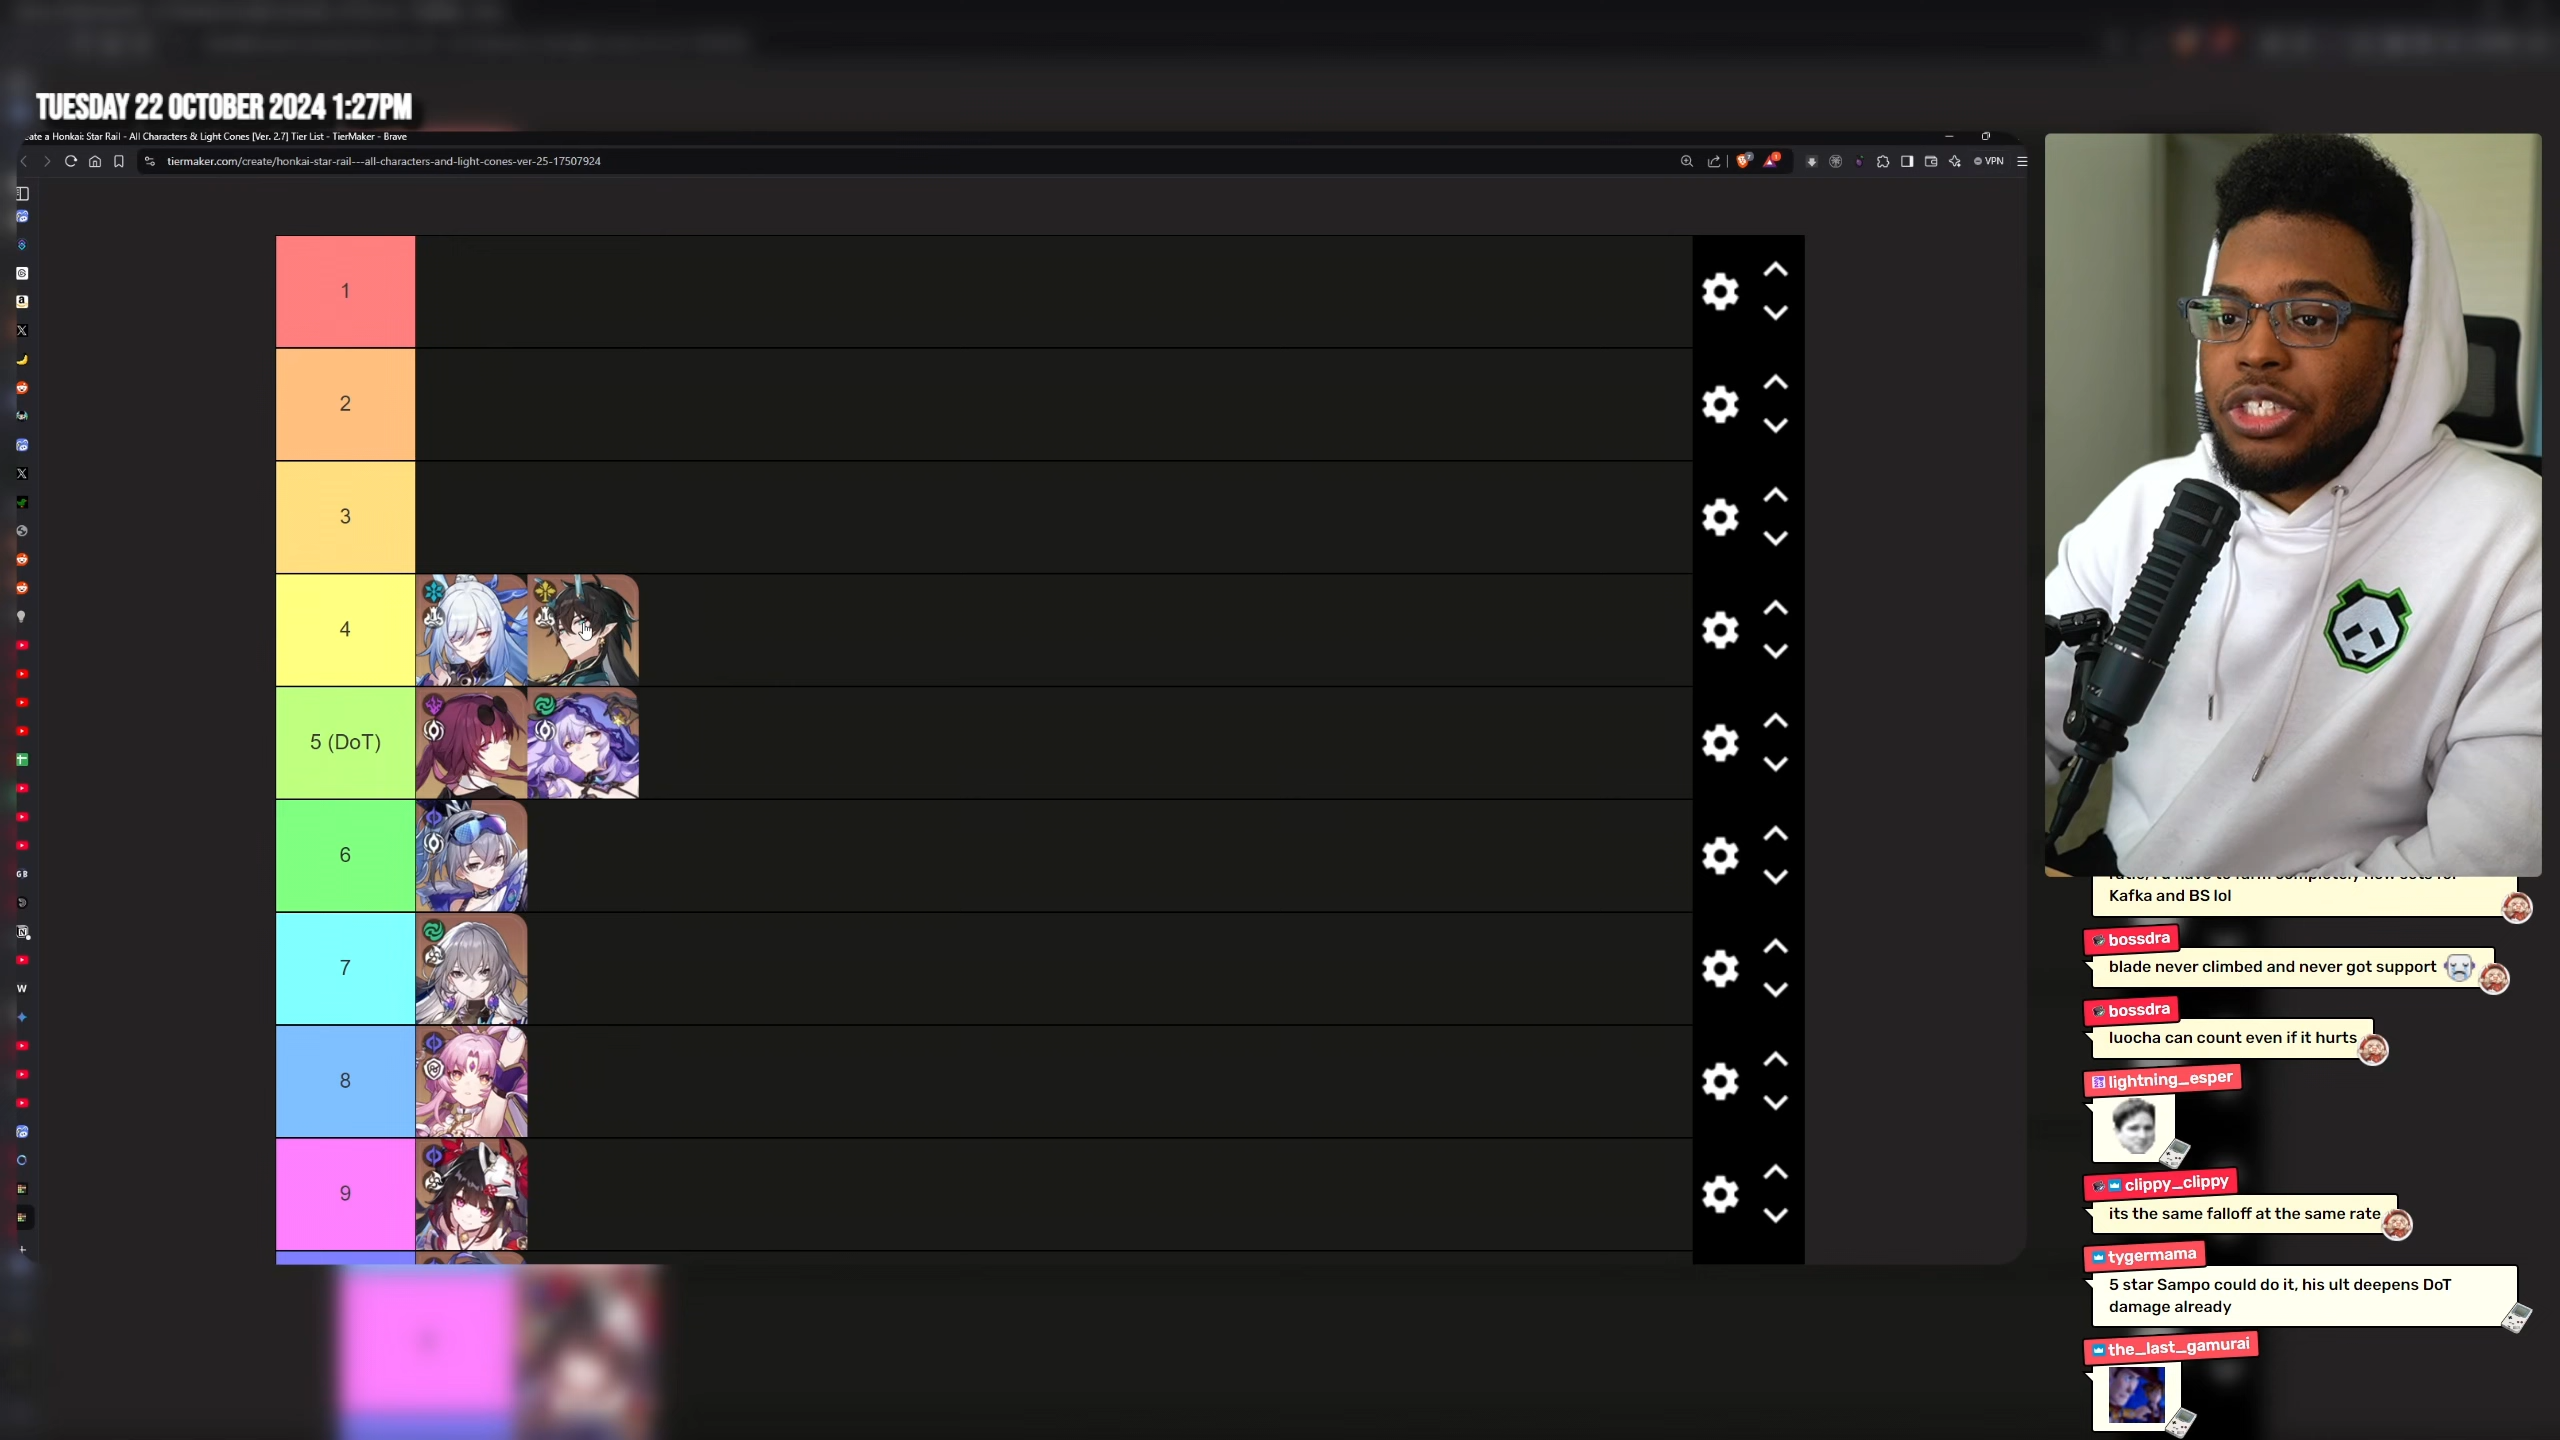 TUESDAY 22 OCTOBER 2024 1:27PM
ate a Honkai: Star Rail - All Characters & Light Cones [Ver. 2.7] Tier List - TierMaker - Brave
tiermaker.com/create/honkai-star-rail---all-characters-and-light-cones-ver-25-17507924
VPN
1
2
3
4
5 (DoT)
6
7
8
9
Kafka and BS lol
bossdra
blade never climbed and never got support
bossdra
luocha can count even if it hurts
lightning_esper
clippy_clippy
its the same falloff at the same rate
tygermama
5 star Sampo could do it, his ult deepens DoT
damage already
the_last_gamurai